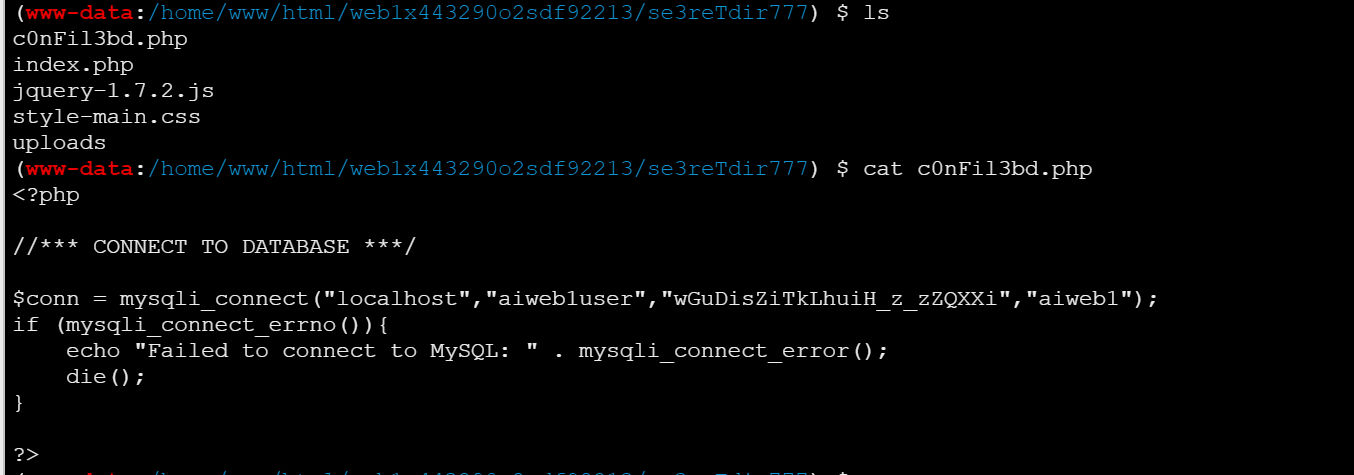 (www-data:/home/www/html/web1x443290o2sdf92213/se3reTdir777) $ ls
c0nFil3bd.php
index.php
jquery-1.7.2.js
style-main.css
uploads
(www-data:/home/www/html/web1x443290o2sdf92213/se3reTdir777) $ cat c0nFil3bd.php
<?php
//*** CONNECT TO DATABASE ***/
$conn = mysqli_connect("localhost","aiweb1user","wGuDisZiTkLhuiH_z_zZQXXi","aiweb1");
if (mysqli_connect_errno()){
    echo "Failed to connect to MySQL: " . mysqli_connect_error();
    die();
}
?>